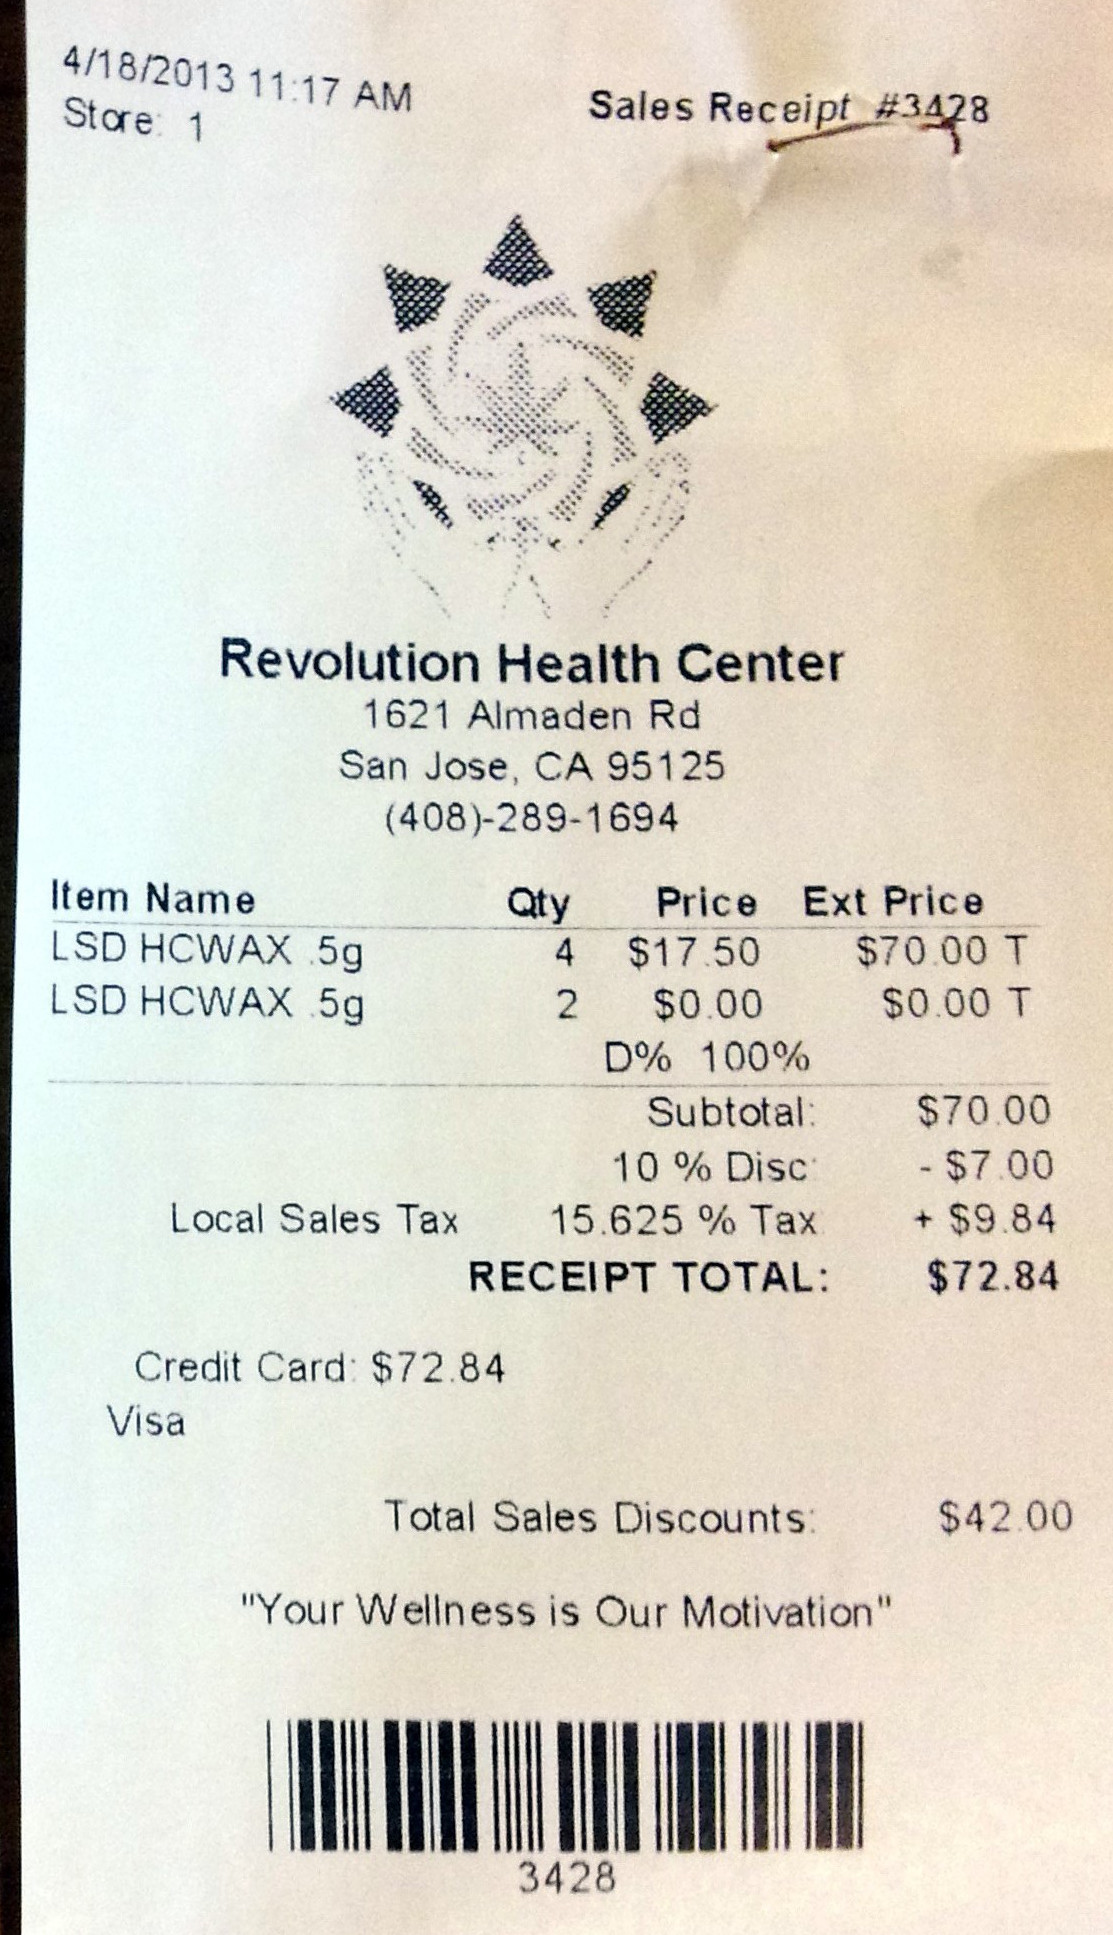 4/18/2013 11:17 AM
Store: 1
Sales Receipt #3428
Revolution Health Center
1621 Almaden Rd
San Jose, CA 95125
(408)-289-1694
Item Name Qty Price Ext Price
LSD HCWAX .5g 4 $17.50 $70.00 T
LSD HCWAX .5g 2 $0.00 $0.00 T
D% 100%
Subtotal: $70.00
10 % Disc: - $7.00
Local Sales Tax 15.625 % Tax: + $9.84
RECEIPT TOTAL: $72.84
Credit Card: $72.84
Visa
Total Sales Discounts: $42.00
"Your Wellness is Our Motivation"
3428